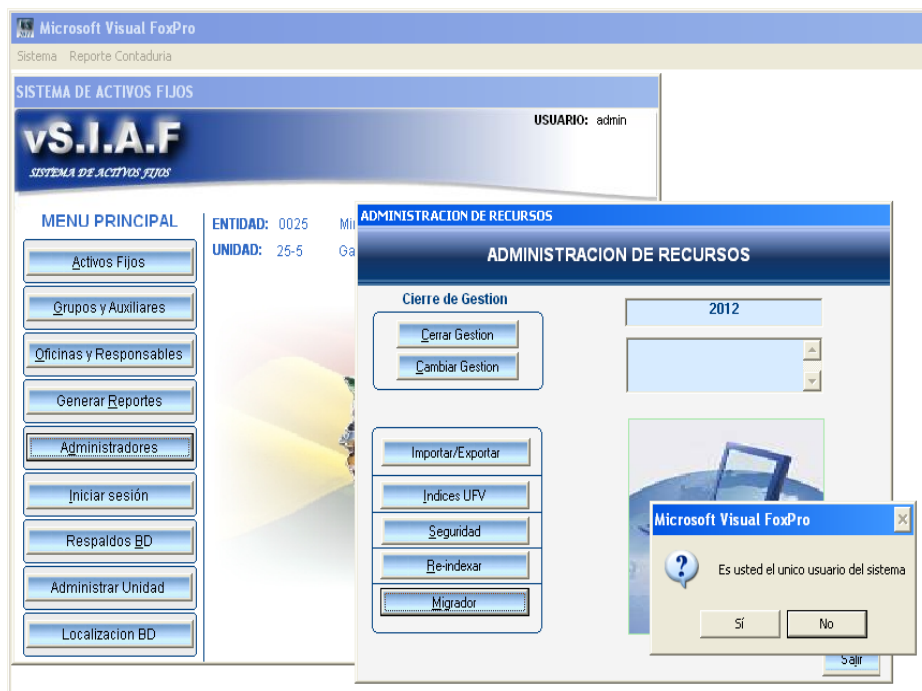 Microsoft Visual FoxPro
Sistema Reporte Contaduria
SISTEMA DE ACTIVOS FIJOS
USUARIO: admin
vS.I.A.F
SISTEMA DE ACTIVOS FIJOS
MENU PRINCIPAL
Activos Fijos
Grupos y Auxiliares
Oficinas y Responsables
Generar Reportes
Administradores
Iniciar sesión
Respaldos BD
Administrar Unidad
Localizacion BD
ENTIDAD: 0025
UNIDAD: 25-5
ADMINISTRACION DE RECURSOS
ADMINISTRACION DE RECURSOS
Cierre de Gestion
Cerrar Gestion
Cambiar Gestion
2012
Importar/Exportar
Indices UFV
Seguridad
Re-indexar
Migrador
Microsoft Visual FoxPro
Es usted el unico usuario del sistema
Sí No
Salir